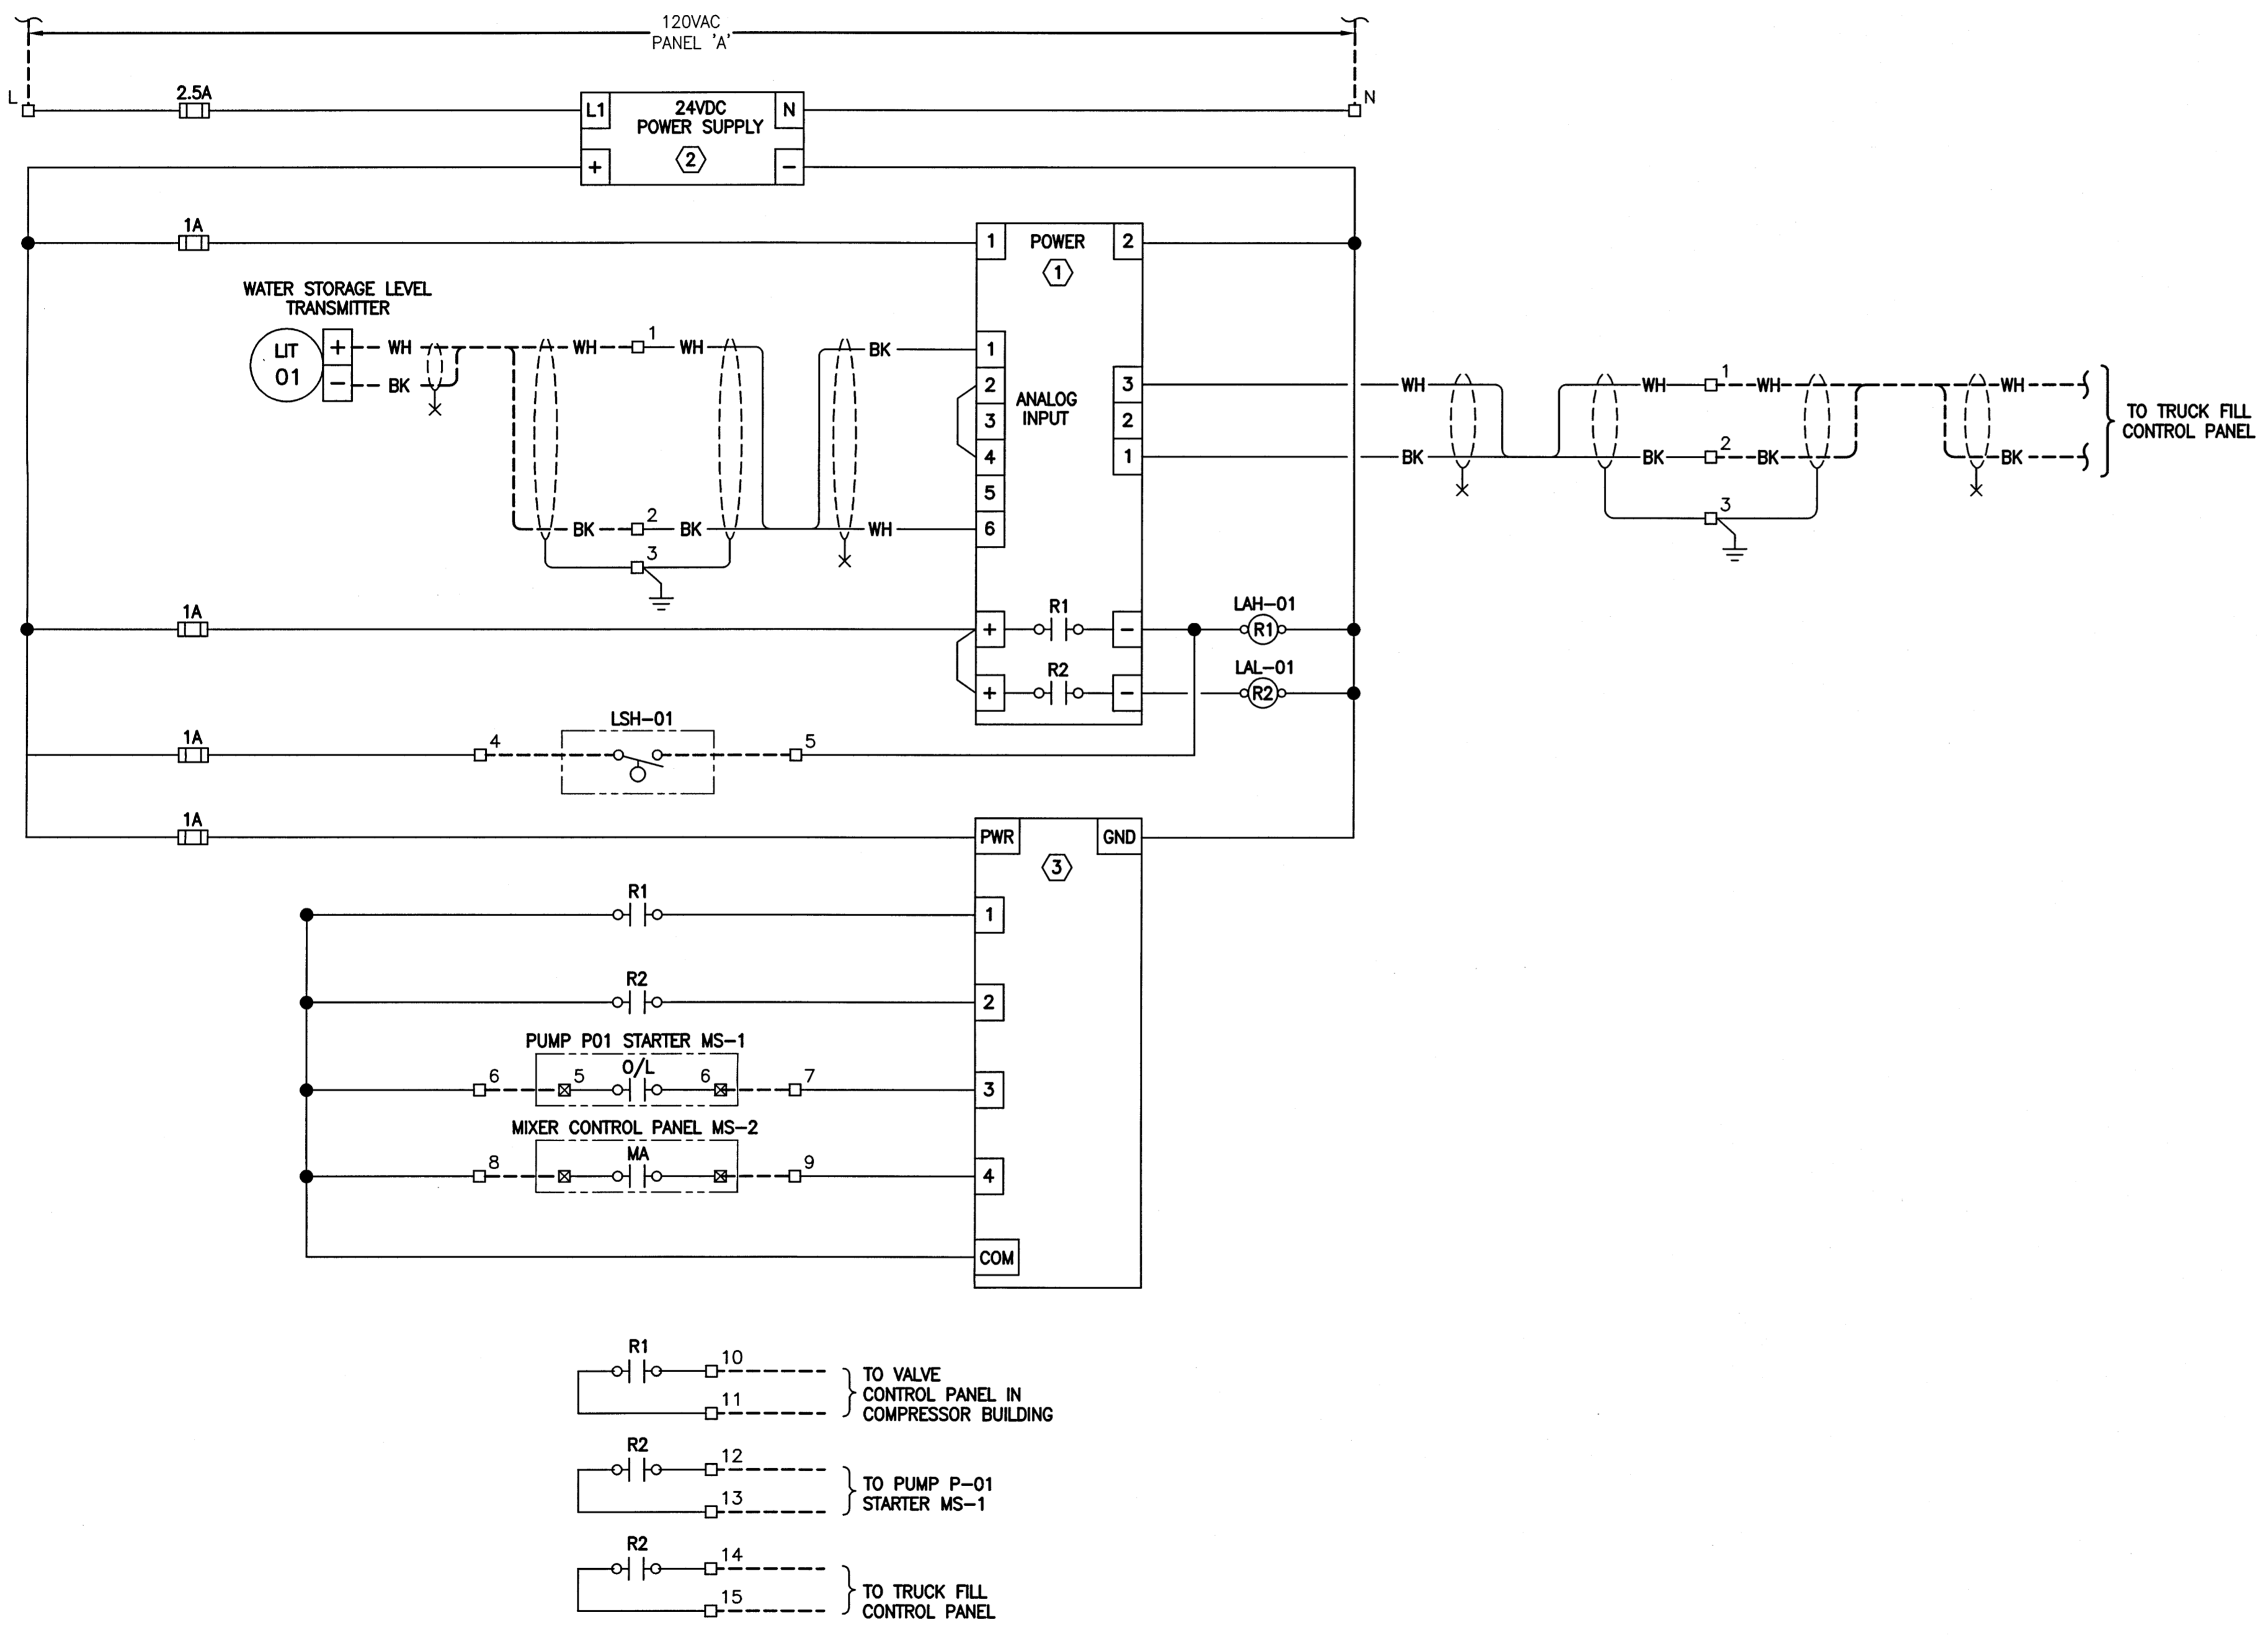 120VAC
PANEL 'A'
L
2.5A
L1
24VDC
POWER SUPPLY
2
N
N
+
−
1A
1
POWER
2
1
WATER STORAGE LEVEL
TRANSMITTER
LIT
01
+
−
WH
BK
WH
1
WH
BK
2
BK
3
BK
WH
1
2
3
4
5
6
ANALOG
INPUT
3
2
1
WH
BK
WH
1
WH
WH
BK
2
BK
BK
3
TO TRUCK FILL
CONTROL PANEL
1A
+
R1
−
LAH-01
R1
+
R2
−
LAL-01
R2
1A
4
LSH-01
5
1A
PWR
GND
3
R1
1
R2
2
PUMP P01 STARTER MS-1
6
5
O/L
6
7
3
MIXER CONTROL PANEL MS-2
8
MA
9
4
COM
R1
10
11
TO VALVE
CONTROL PANEL IN
COMPRESSOR BUILDING
R2
12
13
TO PUMP P-01
STARTER MS-1
R2
14
15
TO TRUCK FILL
CONTROL PANEL